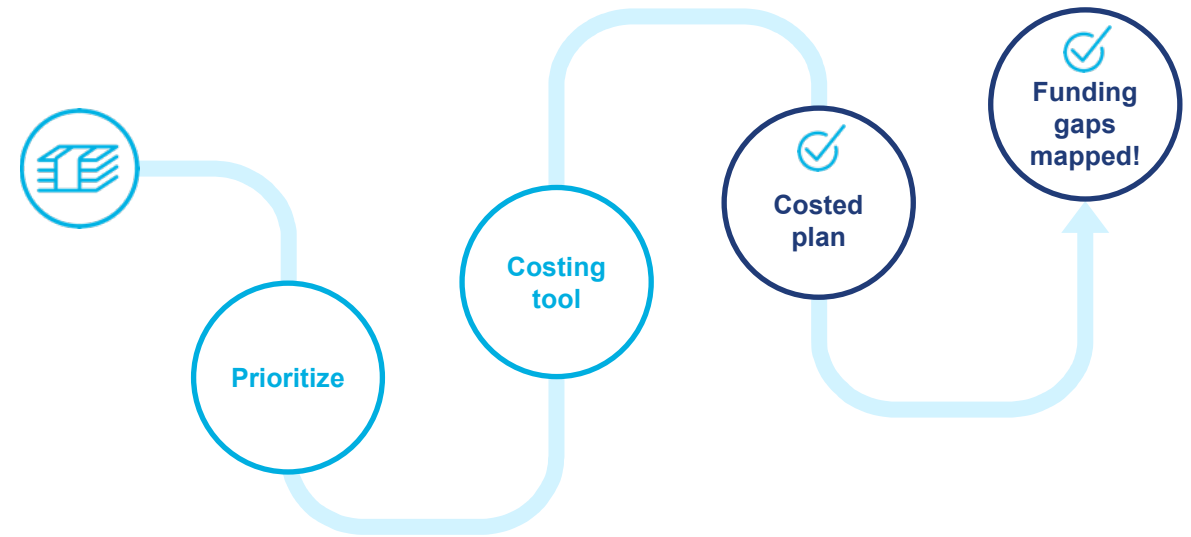 Prioritize
Costing
tool
Costed
plan
Funding
gaps
mapped!